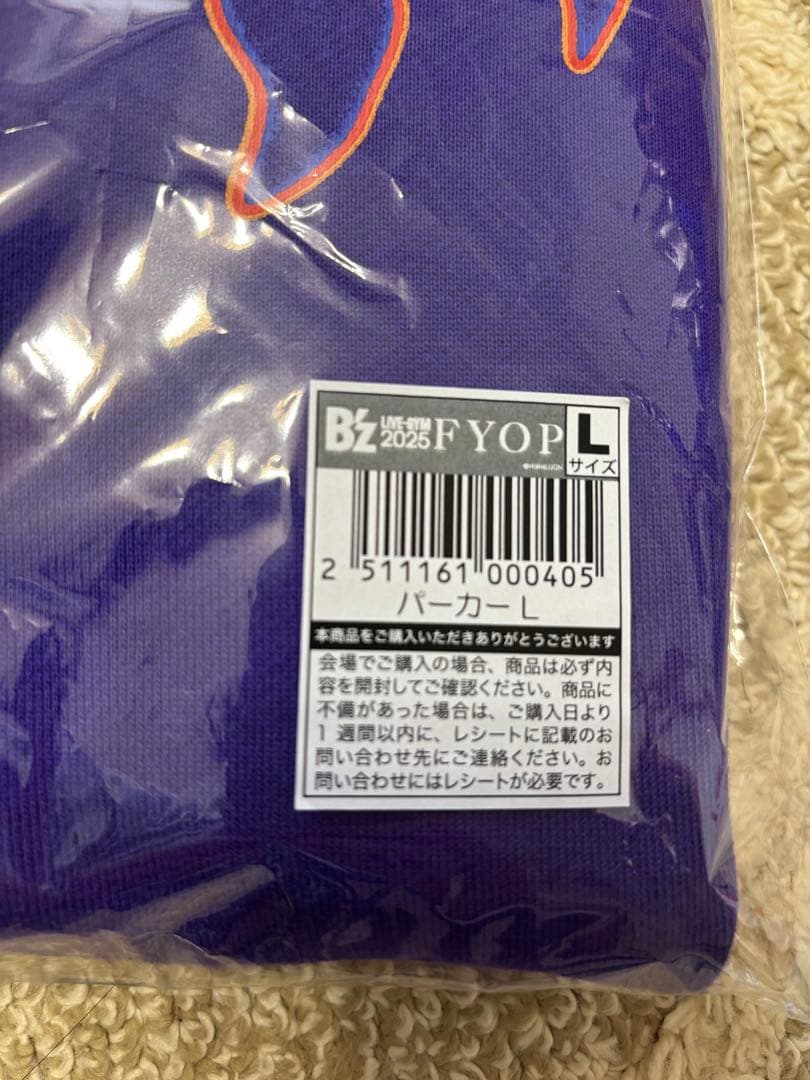 B'z LIVE-GYM 2025 FYOP L
サイズ
©VERMILLION
2 511161 000405
パーカー L
本商品をご購入いただきありがとうございます
会場でご購入の場合、商品は必ず内
容を開封してご確認ください。商品に
不備があった場合は、ご購入日より
1 週間以内に、レシートに記載のお
問い合わせ先にご連絡ください。お
問い合わせにはレシートが必要です。